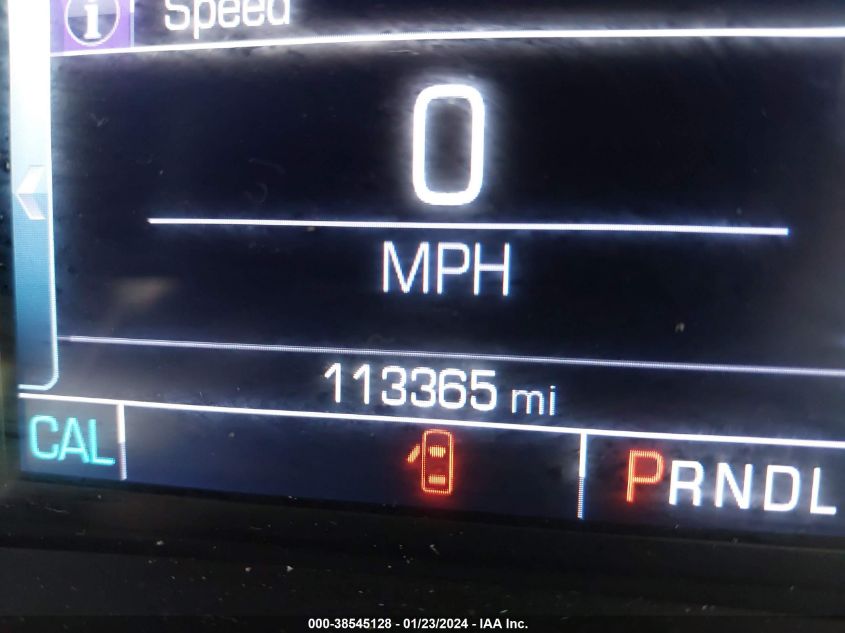 i Speed
0
MPH
113365 mi
CAL PRNDL
000-38545128 - 01/23/2024 - IAA Inc.